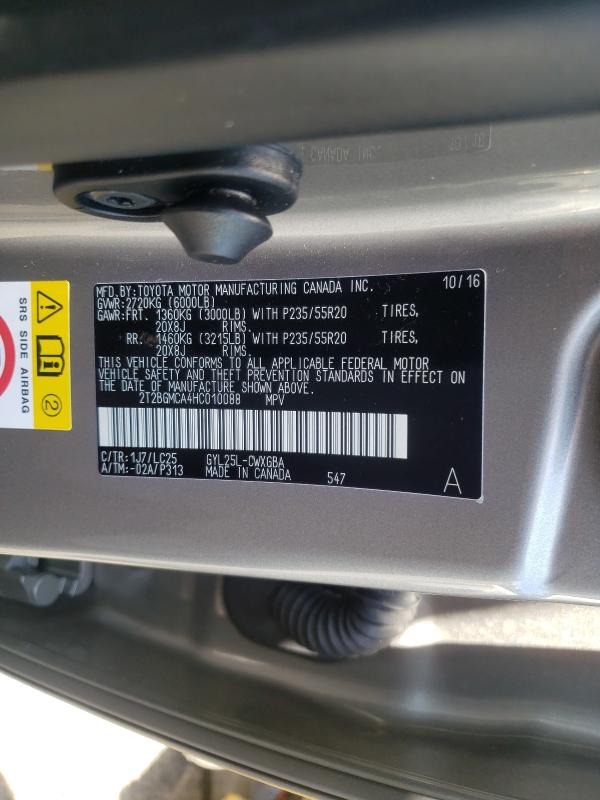 MFD.BY:TOYOTA MOTOR MANUFACTURING CANADA INC. 10/16
GVWR:2720KG (6000LB)
GAWR:FRT. 1360KG (3000LB) WITH P235/55R20 TIRES,
20X8J RIMS.
RR. 1460KG (3215LB) WITH P235/55R20 TIRES,
20X8J RIMS.
THIS VEHICLE CONFORMS TO ALL APPLICABLE FEDERAL MOTOR
VEHICLE SAFETY AND THEFT PREVENTION STANDARDS IN EFFECT ON
THE DATE OF MANUFACTURE SHOWN ABOVE.
2T2BGMCA4HC010088 MPV
C/TR:1J7/LC25 GYL25L-CWXGBA
A/TM:-02A/P313 MADE IN CANADA 547
A
SRS SIDE AIRBAG
2